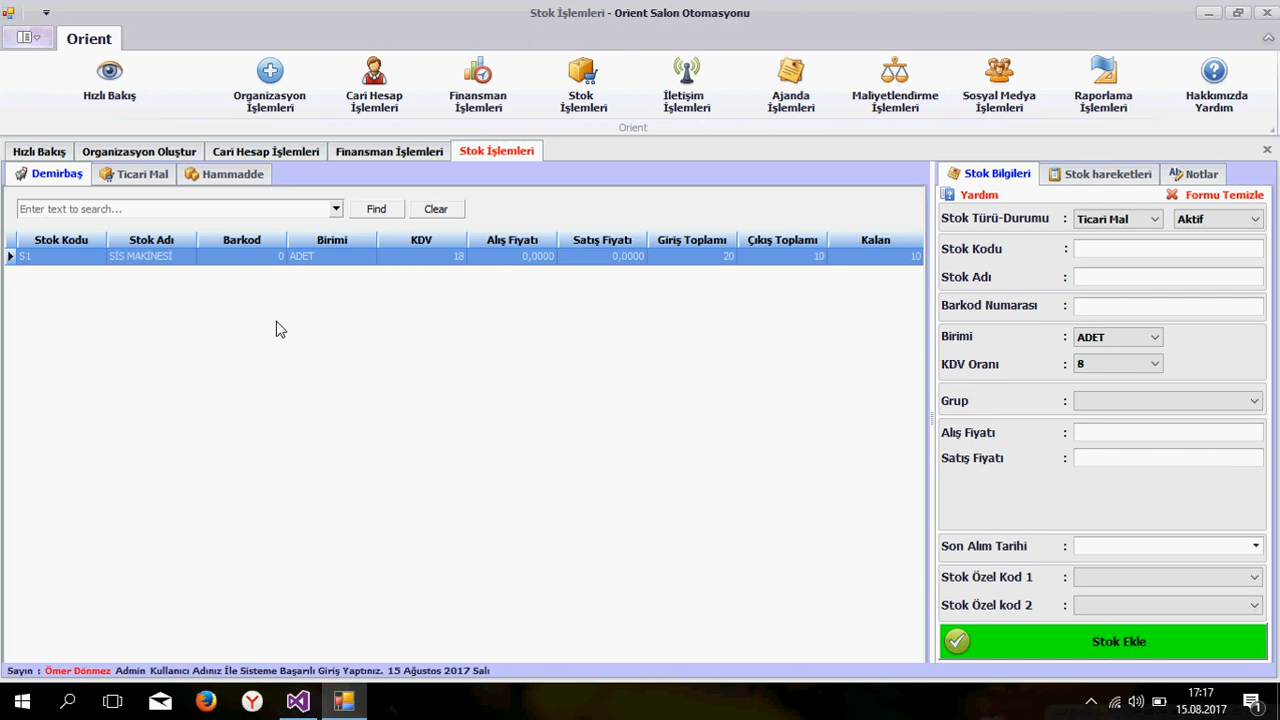 Stok İşlemleri - Orient Salon Otomasyonu
Orient
Hızlı Bakış
Organizasyon
İşlemleri
Cari Hesap
İşlemleri
Finansman
İşlemleri
Stok
İşlemleri
İletişim
İşlemleri
Ajanda
İşlemleri
Maliyetlendirme
İşlemleri
Sosyal Medya
İşlemleri
Raporlama
İşlemleri
Hakkımızda
Yardım
Orient
Hızlı Bakış Organizasyon Oluştur Cari Hesap İşlemleri Finansman İşlemleri Stok İşlemleri
Demirbaş Ticari Mal Hammadde
Enter text to search... Find Clear
Stok Kodu Stok Adı Barkod Birimi KDV Alış Fiyatı Satış Fiyatı Giriş Toplamı Çıkış Toplamı Kalan
S1 SİS MAKİNESİ 0 ADET 18 0,0000 0,0000 20 10 10
Stok Bilgileri Stok hareketleri Notlar
Yardım Formu Temizle
Stok Türü-Durumu : Ticari Mal Aktif
Stok Kodu :
Stok Adı :
Barkod Numarası :
Birimi : ADET
KDV Oranı : 8
Grup :
Alış Fiyatı :
Satış Fiyatı :
Son Alım Tarihi :
Stok Özel Kod 1 :
Stok Özel kod 2 :
Stok Ekle
Sayın : Ömer Dönmez Admin Kullanıcı Adınız İle Sisteme Başarılı Giriş Yaptınız. 15 Ağustos 2017 Salı
17:17
15.08.2017
1